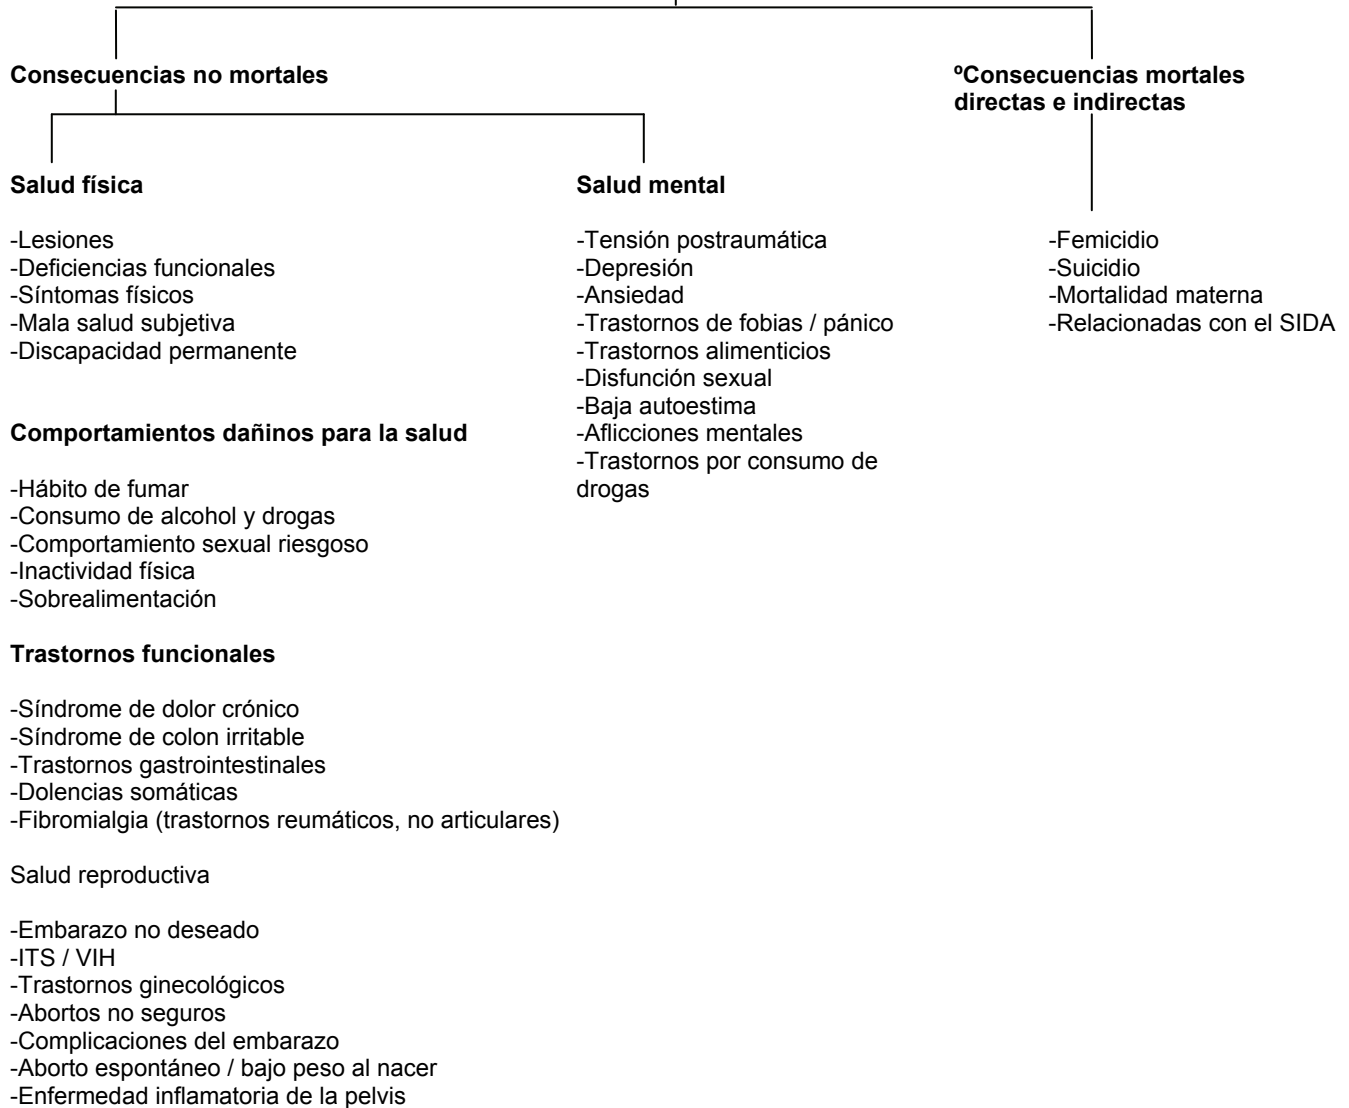 Consecuencias no mortales
ºConsecuencias mortales
directas e indirectas
Salud física
-Lesiones
-Deficiencias funcionales
-Síntomas físicos
-Mala salud subjetiva
-Discapacidad permanente
Comportamientos dañinos para la salud
-Hábito de fumar
-Consumo de alcohol y drogas
-Comportamiento sexual riesgoso
-Inactividad física
-Sobrealimentación
Trastornos funcionales
-Síndrome de dolor crónico
-Síndrome de colon irritable
-Trastornos gastrointestinales
-Dolencias somáticas
-Fibromialgia (trastornos reumáticos, no articulares)
Salud reproductiva
-Embarazo no deseado
-ITS / VIH
-Trastornos ginecológicos
-Abortos no seguros
-Complicaciones del embarazo
-Aborto espontáneo / bajo peso al nacer
-Enfermedad inflamatoria de la pelvis
Salud mental
-Tensión postraumática
-Depresión
-Ansiedad
-Trastornos de fobias / pánico
-Trastornos alimenticios
-Disfunción sexual
-Baja autoestima
-Aflicciones mentales
-Trastornos por consumo de
drogas
-Femicidio
-Suicidio
-Mortalidad materna
-Relacionadas con el SIDA